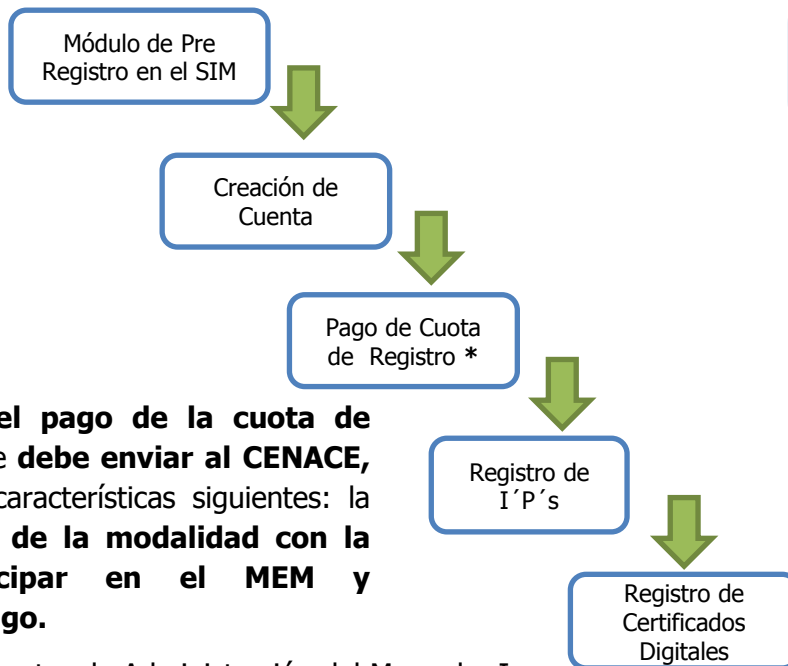 Módulo de Pre
Registro en el SIM
Creación de
Cuenta
Pago de Cuota
de Registro *
Registro de
I´P´s
Registro de
Certificados
Digitales
el pago de la cuota de
debe enviar al CENACE,
características siguientes: la
de la modalidad con la
en el MEM y